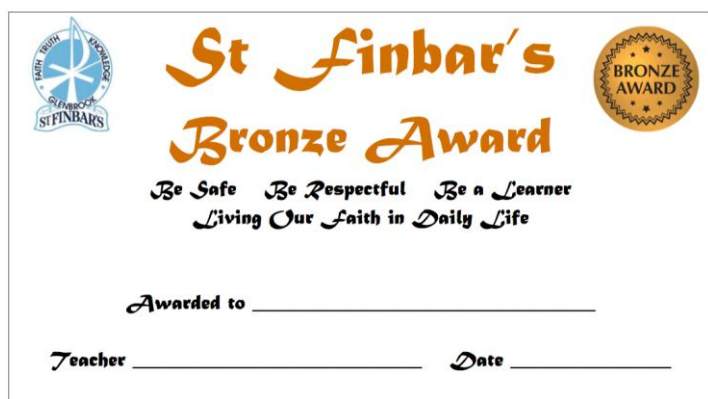 FAITH TRUTH KNOWLEDGE
GLENBROOK
ST FINBAR'S
St Finbar's
BRONZE
AWARD
Bronze Award
Be Safe Be Respectful Be a Learner
Living Our Faith in Daily Life
Awarded to
Teacher Date